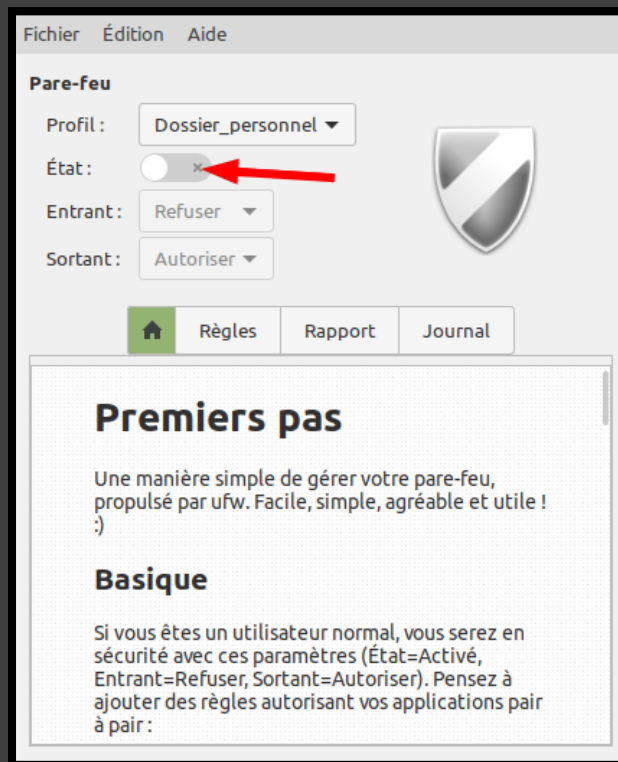 Fichier Édition Aide
Pare-feu
Profil : Dossier_personnel
État :
Entrant : Refuser
Sortant : Autoriser
Règles Rapport Journal
Premiers pas
Une manière simple de gérer votre pare-feu,
propulsé par ufw. Facile, simple, agréable et utile !
:)
Basique
Si vous êtes un utilisateur normal, vous serez en
sécurité avec ces paramètres (État=Activé,
Entrant=Refuser, Sortant=Autoriser). Pensez à
ajouter des règles autorisant vos applications pair
à pair :